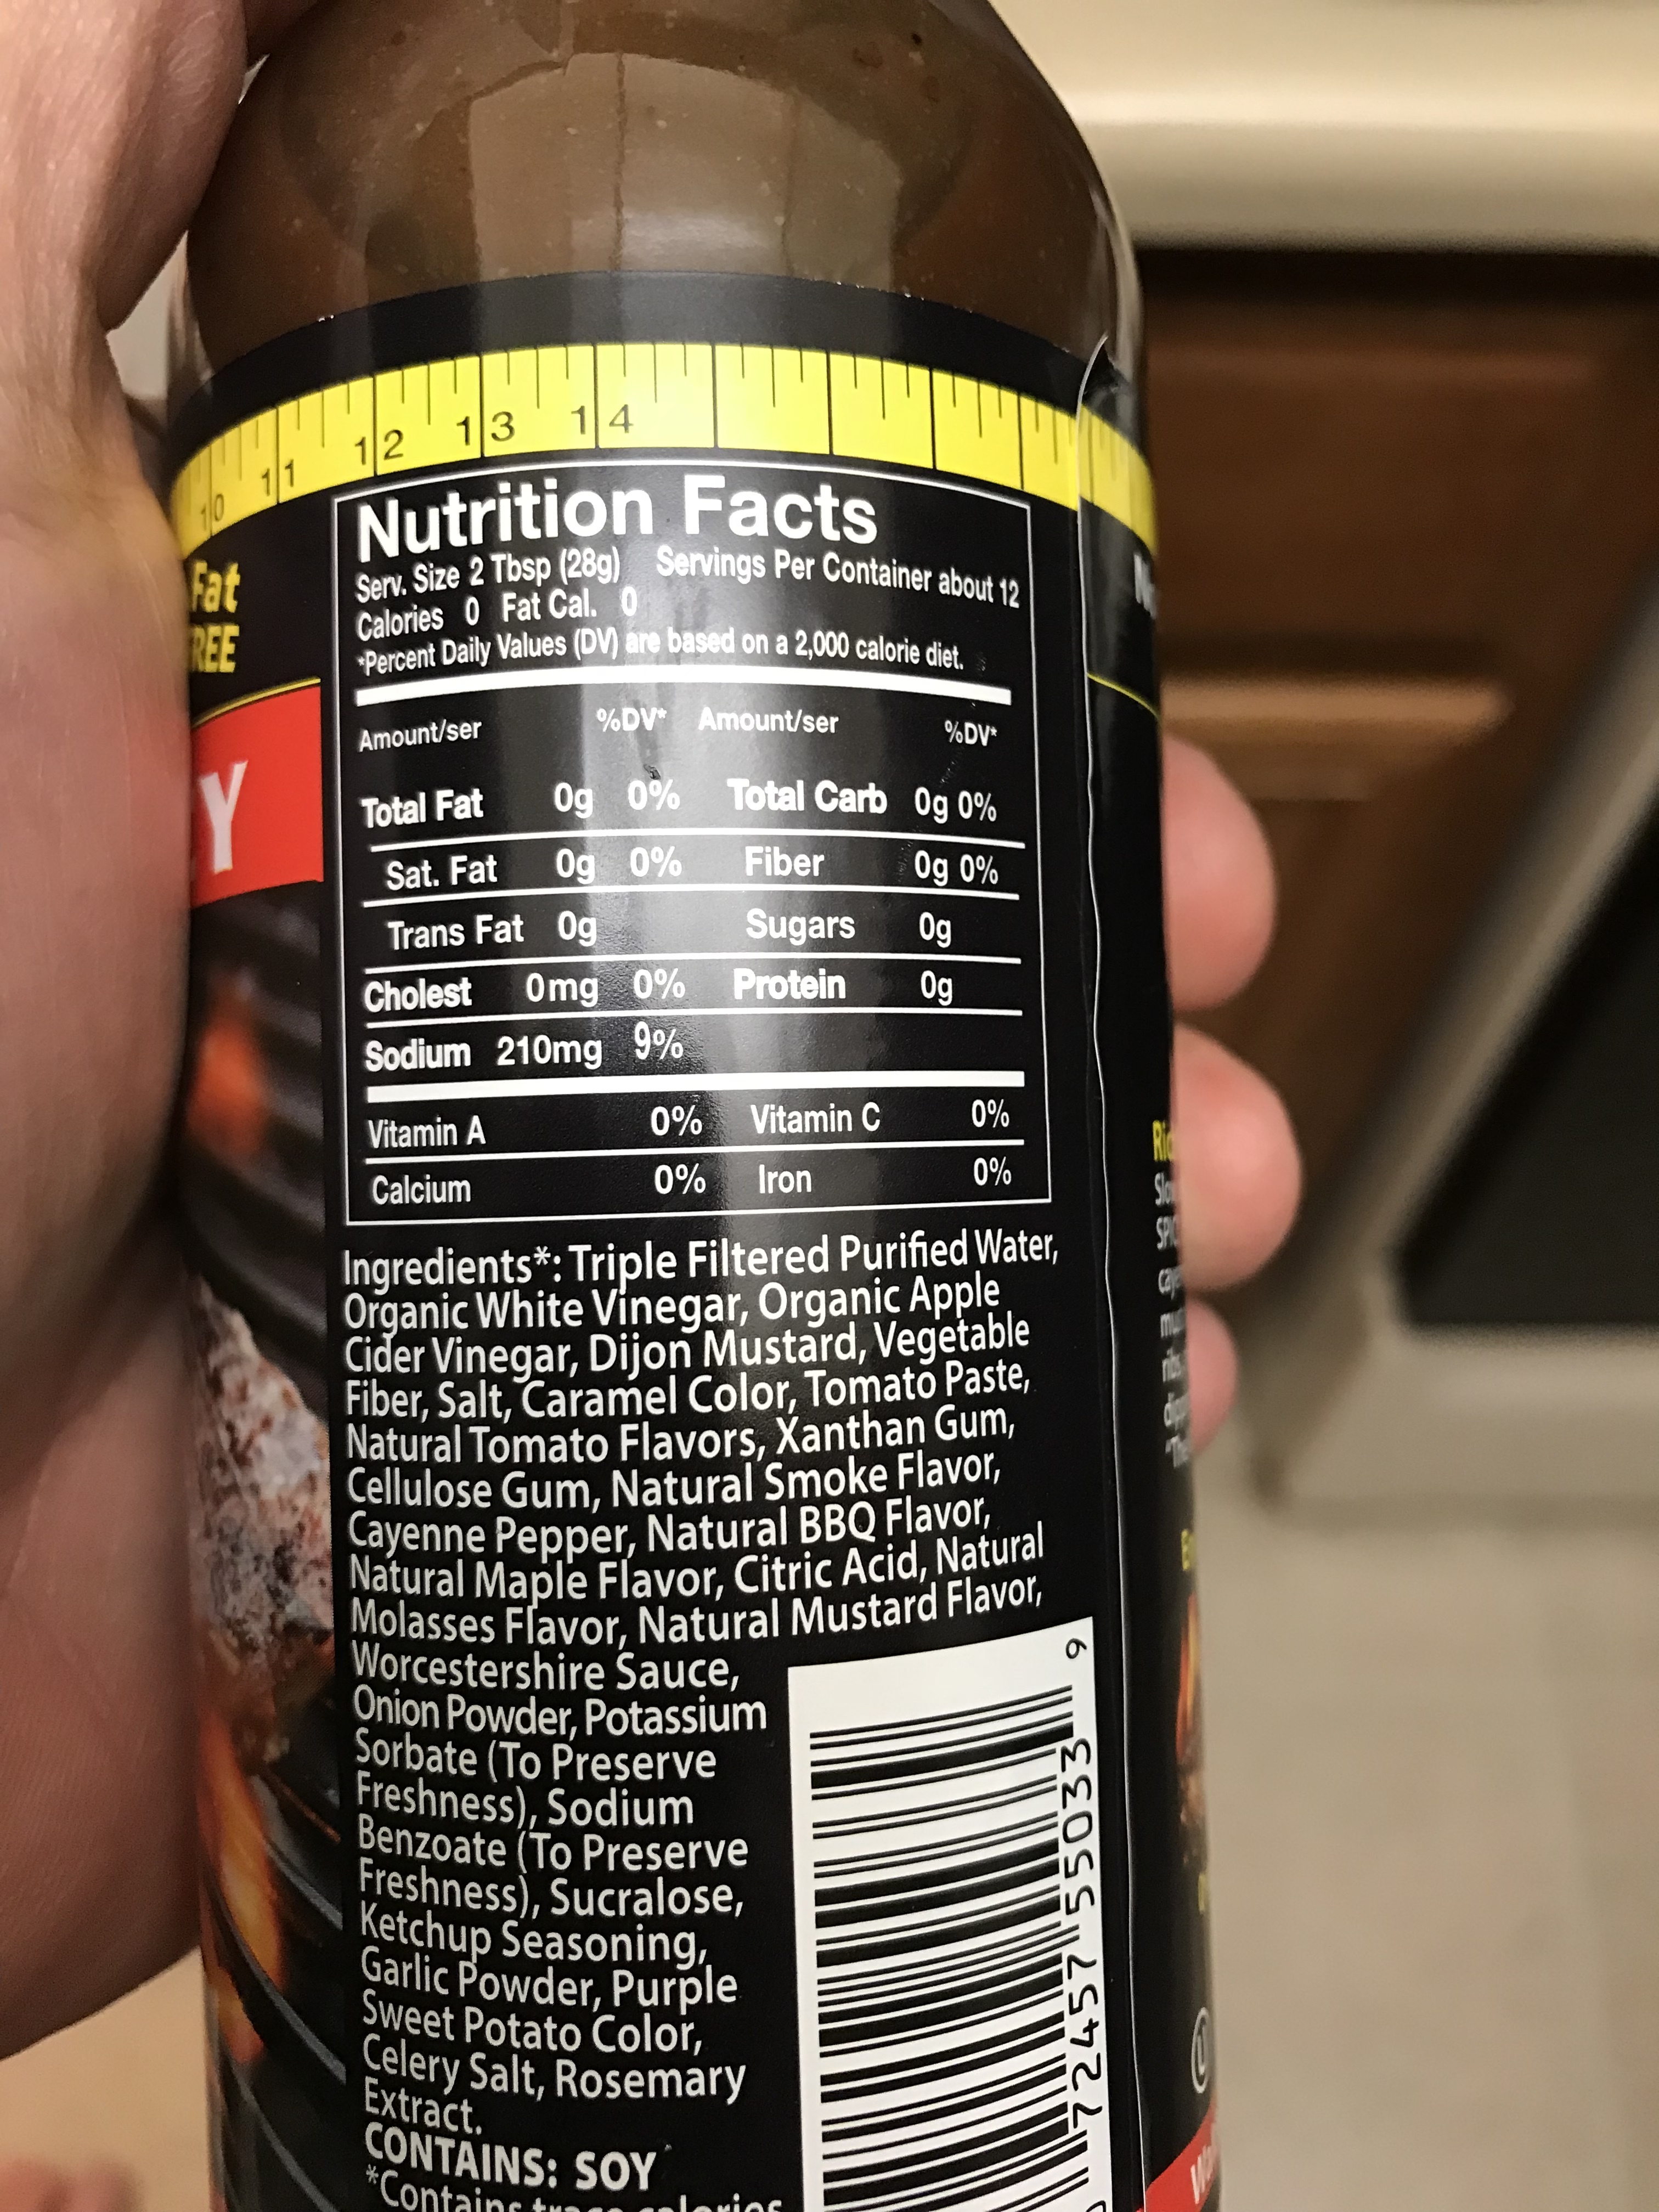 10 11 12 13 14
Fat
Nutrition Facts
Serv. Size 2 Tbsp (28g) Servings Per Container about 12
Calories 0 Fat Cal. 0
*Percent Daily Values (DV) are based on a 2,000 calorie diet.
Amount/ser %DV* Amount/ser %DV*
Total Fat 0g 0% Total Carb 0g 0%
Sat. Fat 0g 0% Fiber 0g 0%
Trans Fat 0g Sugars 0g
Cholest 0mg 0% Protein 0g
Sodium 210mg 9%
Vitamin A 0% Vitamin C 0%
Calcium 0% Iron 0%
Ingredients*: Triple Filtered Purified Water,
Organic White Vinegar, Organic Apple
Cider Vinegar, Dijon Mustard, Vegetable
Fiber, Salt, Caramel Color, Tomato Paste,
Natural Tomato Flavors, Xanthan Gum,
Cellulose Gum, Natural Smoke Flavor,
Cayenne Pepper, Natural BBQ Flavor,
Natural Maple Flavor, Citric Acid, Natural
Molasses Flavor, Natural Mustard Flavor,
Worcestershire Sauce,
Onion Powder, Potassium
Sorbate (To Preserve
Freshness), Sodium
Benzoate (To Preserve
Freshness), Sucralose,
Ketchup Seasoning,
Garlic Powder, Purple
Sweet Potato Color,
Celery Salt, Rosemary
Extract.
CONTAINS: SOY
*Contains trace calories
72457 55033 9